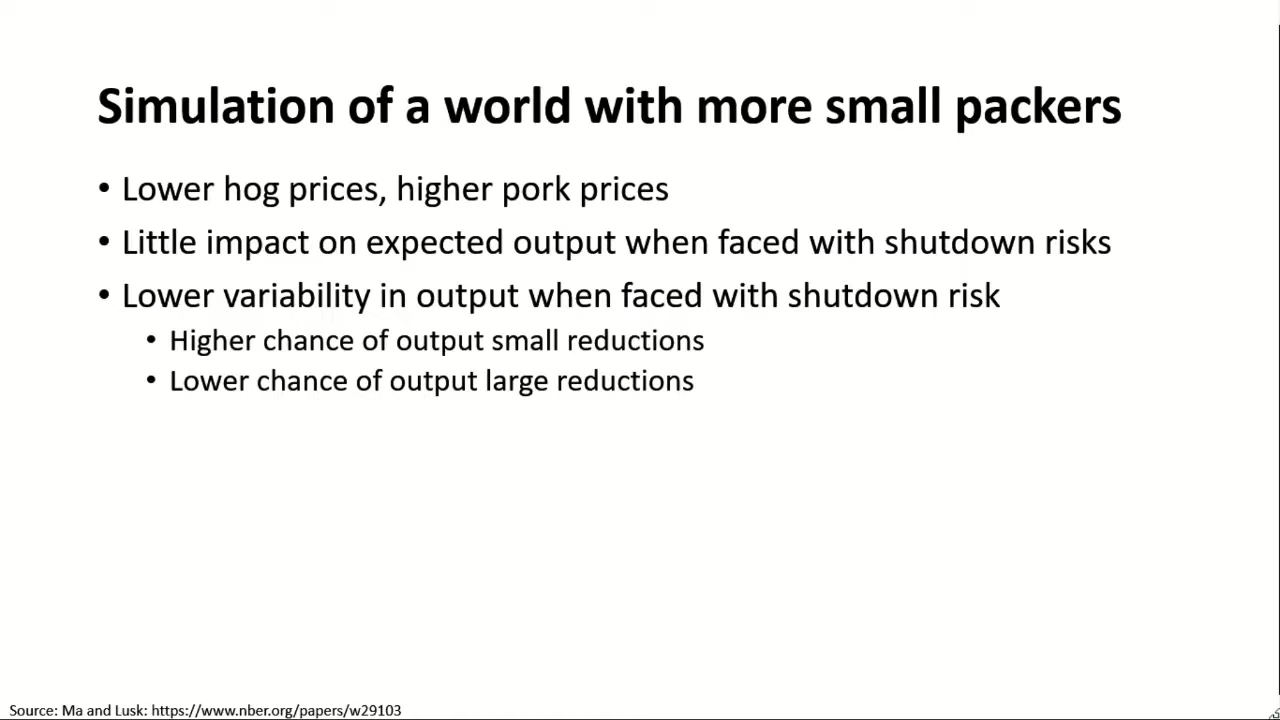 Simulation of a world with more small packers
• Lower hog prices, higher pork prices
• Little impact on expected output when faced with shutdown risks
• Lower variability in output when faced with shutdown risk
• Higher chance of output small reductions
• Lower chance of output large reductions
Source: Ma and Lusk: https://www.nber.org/papers/w29103